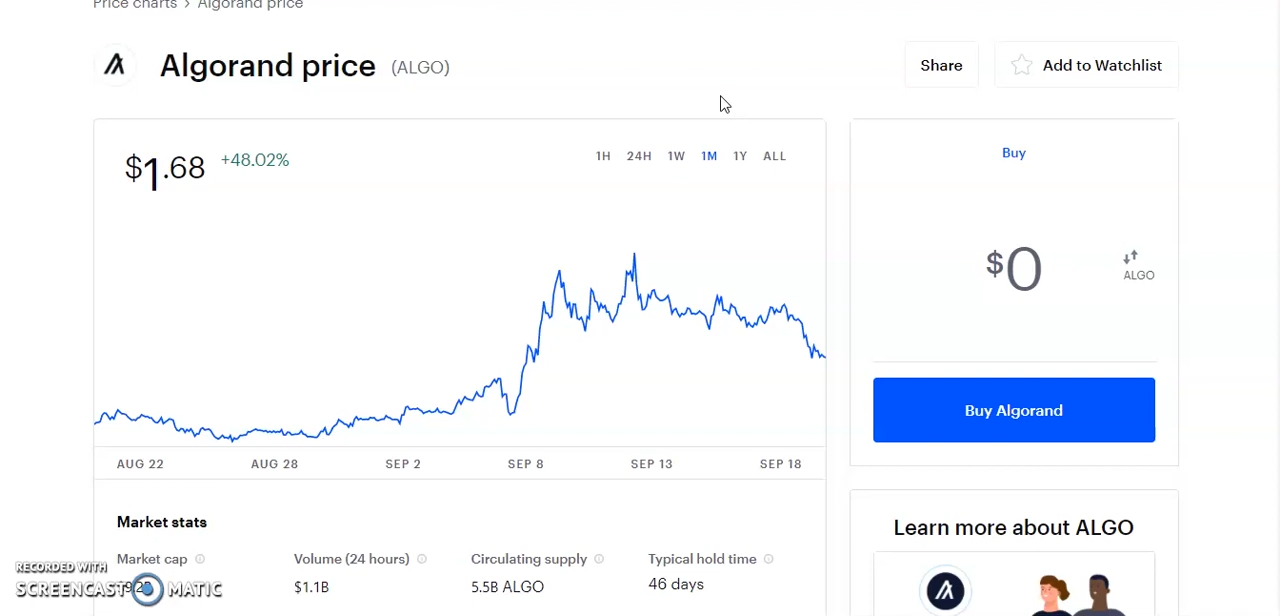 Price charts > Algorand price
Algorand price (ALGO)
Share
Add to Watchlist
$1.68 +48.02%
1H 24H 1W 1M 1Y ALL
AUG 22 AUG 28 SEP 2 SEP 8 SEP 13 SEP 18
Buy
$0
ALGO
Buy Algorand
Market stats
Market cap
Volume (24 hours)
$1.1B
Circulating supply
5.5B ALGO
Typical hold time
46 days
Learn more about ALGO
RECORDED WITH
SCREENCAST MATIC